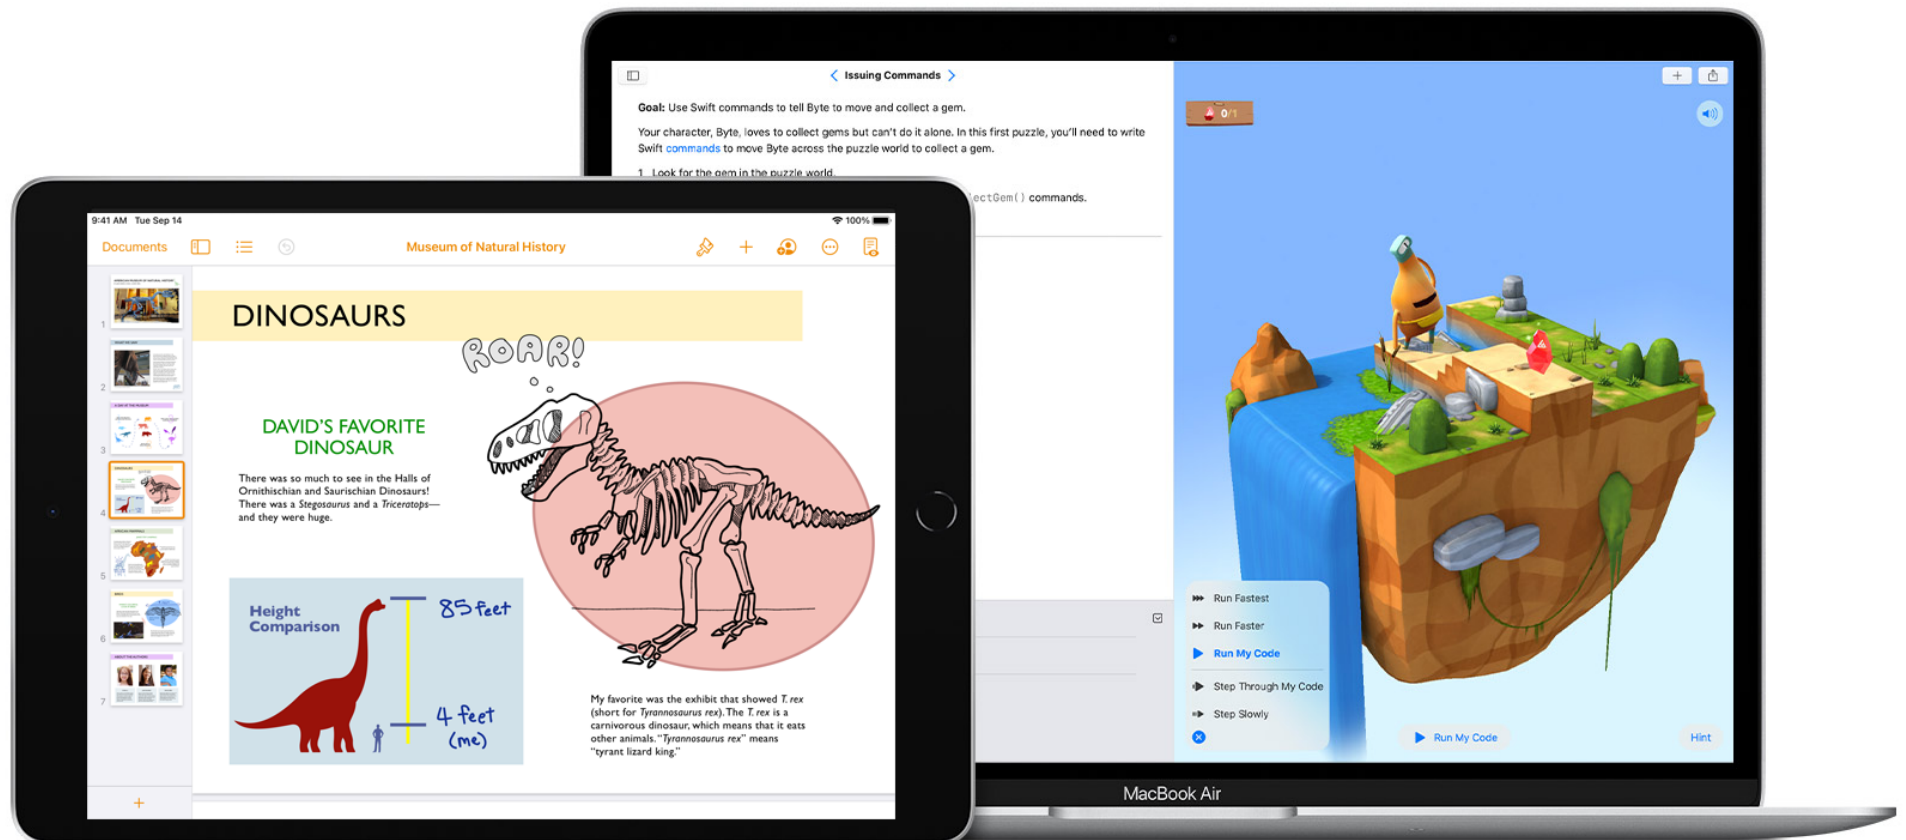 9:41 AM Tue Sep 14
100%
Documents
Museum of Natural History
1
2
3
4
5
6
7
DINOSAURS
ROAR!
DAVID'S FAVORITE
DINOSAUR
There was so much to see in the Halls of
Ornithischian and Saurischian Dinosaurs!
There was a Stegosaurus and a Triceratops—
and they were huge.
Height
Comparison
85 feet
4 feet
(me)
My favorite was the exhibit that showed T. rex
(short for Tyrannosaurus rex). The T. rex is a
carnivorous dinosaur, which means that it eats
other animals. "Tyrannosaurus rex" means
"tyrant lizard king."
Issuing Commands
Goal: Use Swift commands to tell Byte to move and collect a gem.
Your character, Byte, loves to collect gems but can't do it alone. In this first puzzle, you'll need to write
Swift commands to move Byte across the puzzle world to collect a gem.
1 Look for the gem in the puzzle world.
lectGem() commands.
0/1
Run Fastest
Run Faster
Run My Code
Step Through My Code
Step Slowly
Run My Code
Hint
MacBook Air